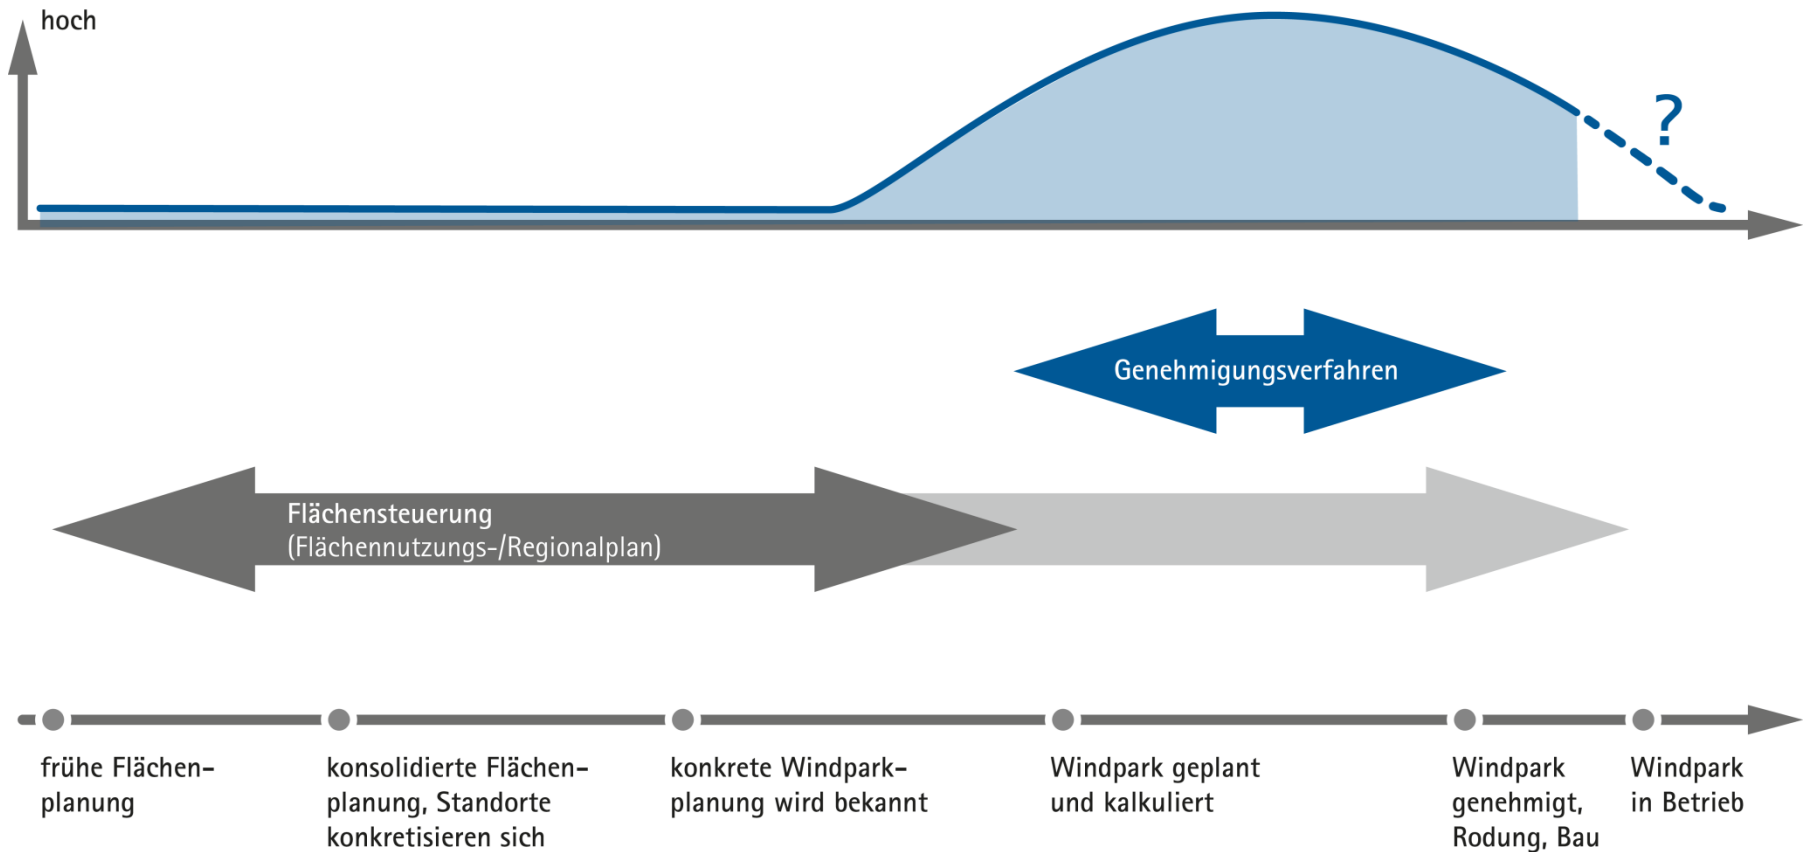 hoch
?
Genehmigungsverfahren
Flächensteuerung
(Flächennutzungs-/Regionalplan)
frühe Flächen-
planung
konsolidierte Flächen-
planung, Standorte
konkretisieren sich
konkrete Windpark-
planung wird bekannt
Windpark geplant
und kalkuliert
Windpark
genehmigt,
Rodung, Bau
Windpark
in Betrieb